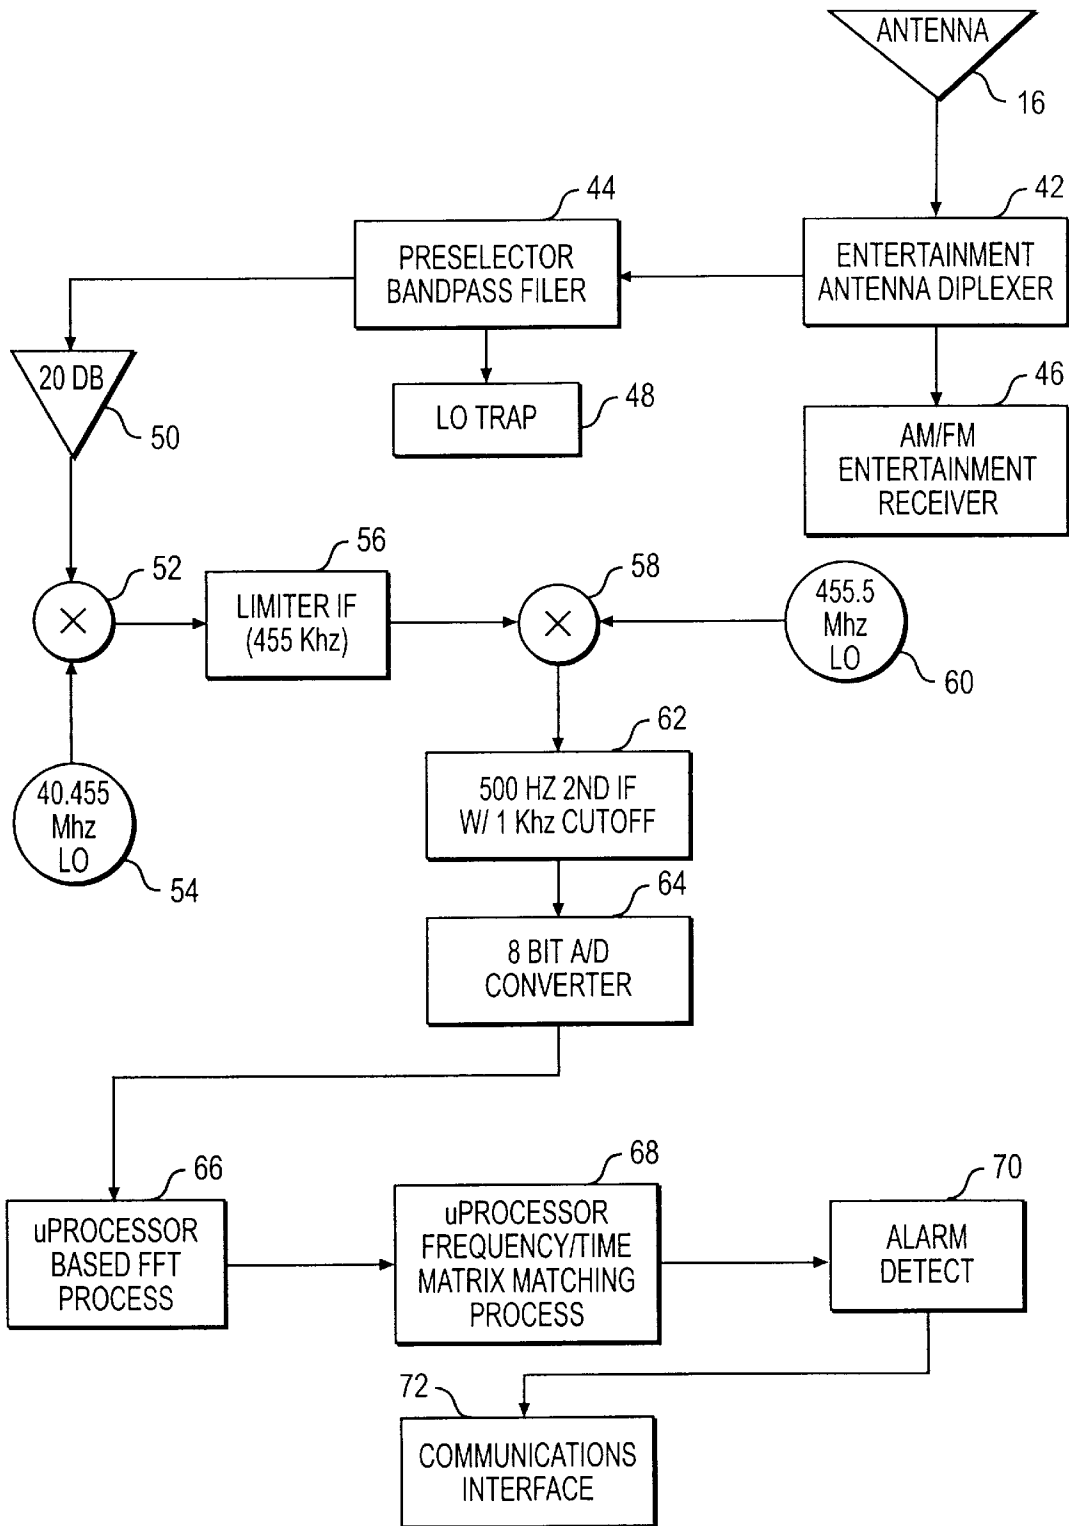 ANTENNA
16
42
ENTERTAINMENT
ANTENNA DIPLEXER
44
PRESELECTOR
BANDPASS FILER
46
AM/FM
ENTERTAINMENT
RECEIVER
48
LO TRAP
20 DB
50
52
56
LIMITER IF
(455 Khz)
58
455.5
Mhz
LO
60
40.455
Mhz
LO
54
62
500 HZ 2ND IF
W/ 1 Khz CUTOFF
64
8 BIT A/D
CONVERTER
66
uPROCESSOR
BASED FFT
PROCESS
68
uPROCESSOR
FREQUENCY/TIME
MATRIX MATCHING
PROCESS
70
ALARM
DETECT
72
COMMUNICATIONS
INTERFACE